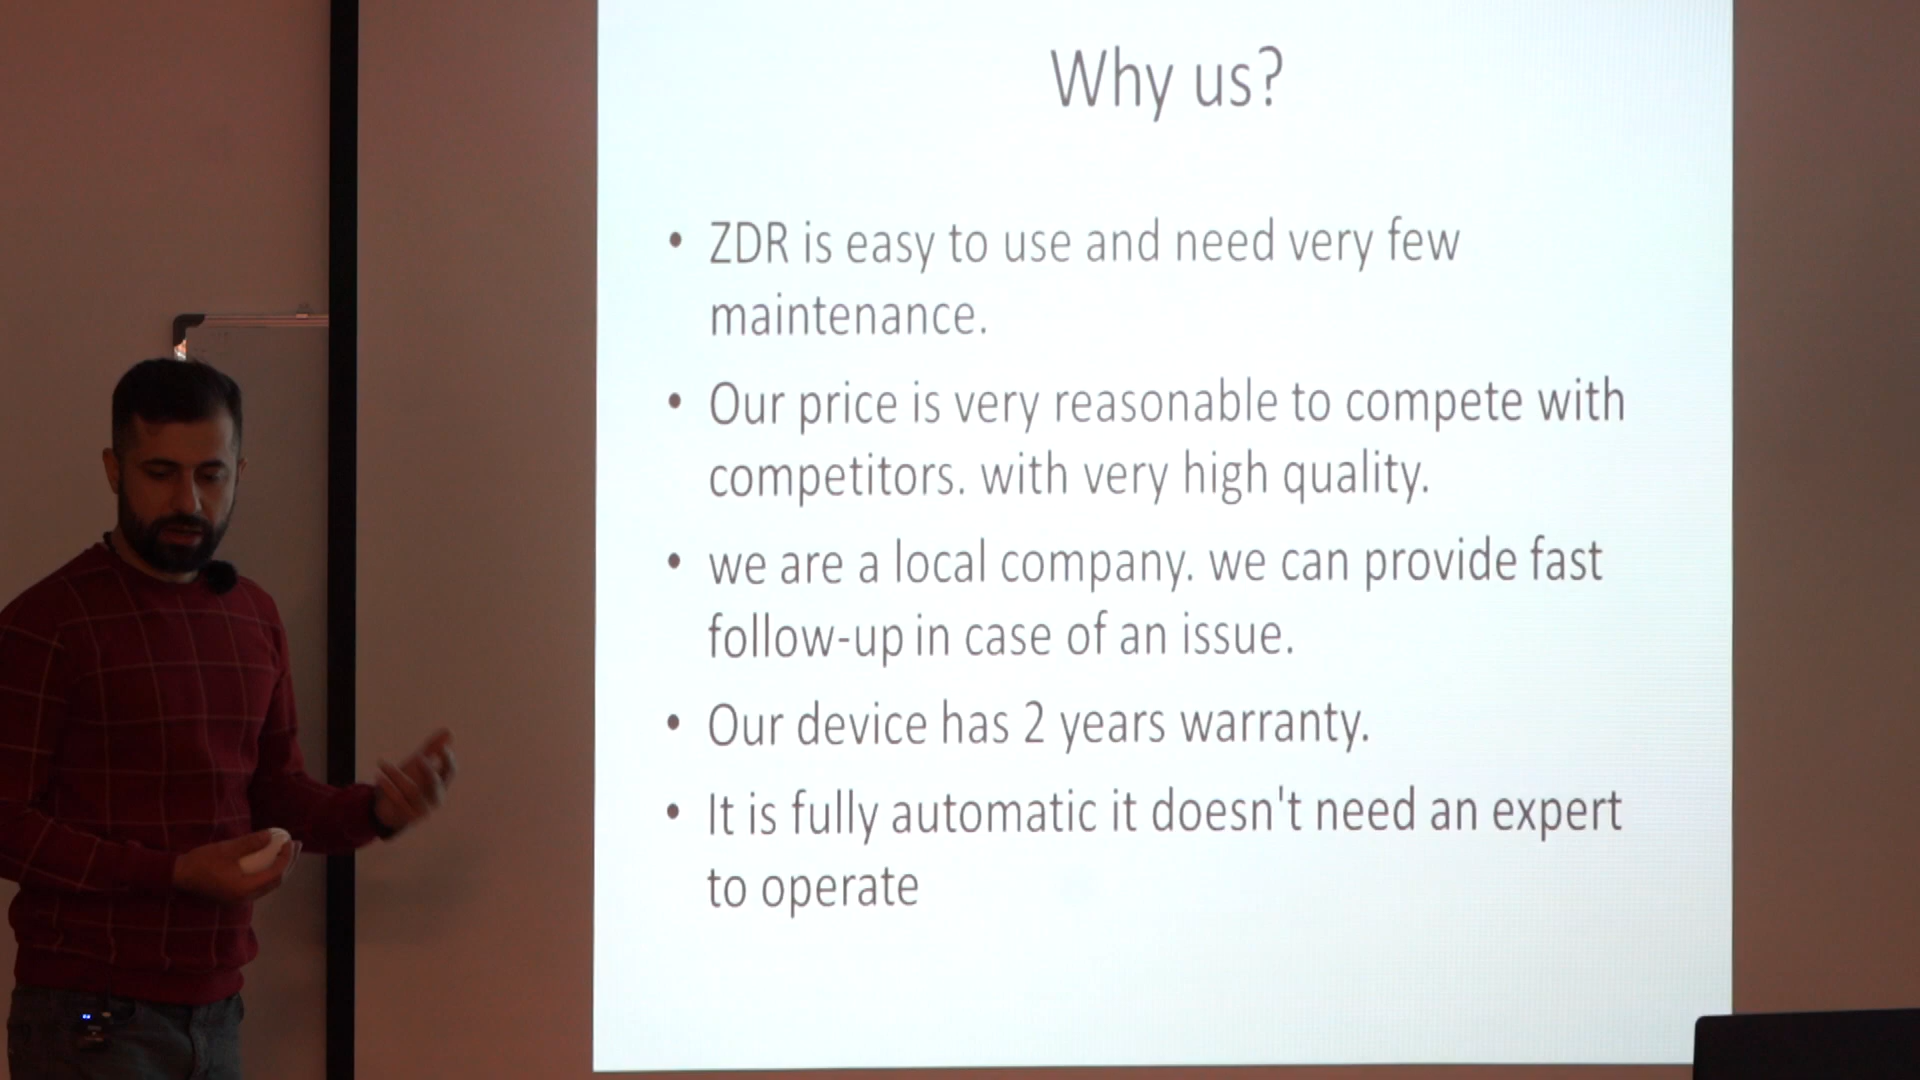 Why us?
• ZDR is easy to use and need very few
maintenance.
• Our price is very reasonable to compete with
competitors. with very high quality.
• we are a local company. we can provide fast
follow-up in case of an issue.
• Our device has 2 years warranty.
• It is fully automatic it doesn't need an expert
to operate